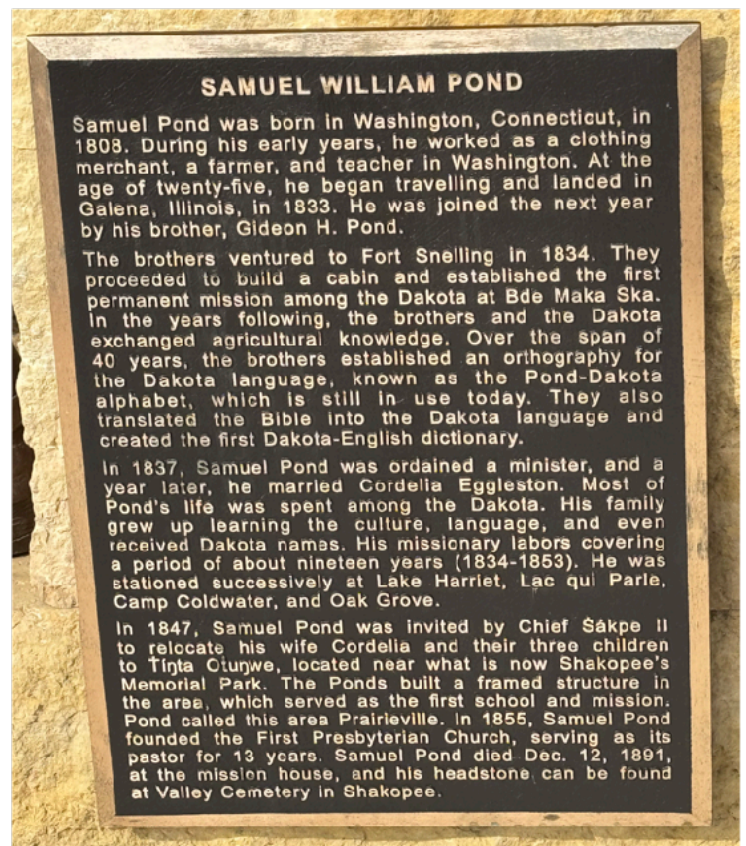 SAMUEL WILLIAM POND
Samuel Pond was born in Washington, Connecticut, in
1808. During his early years, he worked as a clothing
merchant, a farmer, and teacher in Washington. At the
age of twenty-five, he began travelling and landed in
Galena, Illinois, in 1833. He was joined the next year
by his brother, Gideon H. Pond.
The brothers ventured to Fort Snelling in 1834. They
proceeded to build a cabin and established the first
permanent mission among the Dakota at Bde Maka Ska.
In the years following, the brothers and the Dakota
exchanged agricultural knowledge. Over the span of
40 years, the brothers established an orthography for
the Dakota language, known as the Pond-Dakota
alphabet, which is still in use today. They also
translated the Bible into the Dakota language and
created the first Dakota-English dictionary.
In 1837, Samuel Pond was ordained a minister, and a
year later, he married Cordelia Eggleston. Most of
Pond's life was spent among the Dakota. His family
grew up learning the culture, language, and even
received Dakota names. His missionary labors covering
a period of about nineteen years (1834-1853). He was
stationed successively at Lake Harriet, Lac qui Parle,
Camp Coldwater, and Oak Grove.
In 1847, Samuel Pond was invited by Chief Śákpe II
to relocate his wife Cordelia and their three children
to Ťíŋta Otuŋwe, located near what is now Shakopee's
Memorial Park. The Ponds built a framed structure in
the area, which served as the first school and mission.
Pond called this area Prairieville. In 1855, Samuel Pond
founded the First Presbyterian Church, serving as its
pastor for 13 years. Samuel Pond died Dec. 12, 1891,
at the mission house, and his headstone can be found
at Valley Cemetery in Shakopee.